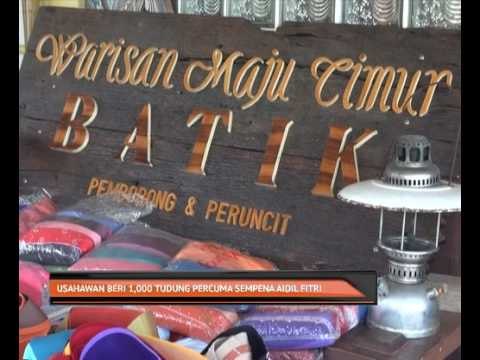 Warisan Maju Timur
BATIK
PEMBORONG & PERUNCIT
USAHAWAN BERI 1,000 TUDUNG PERCUMA SEMPENA AIDIL FITRI